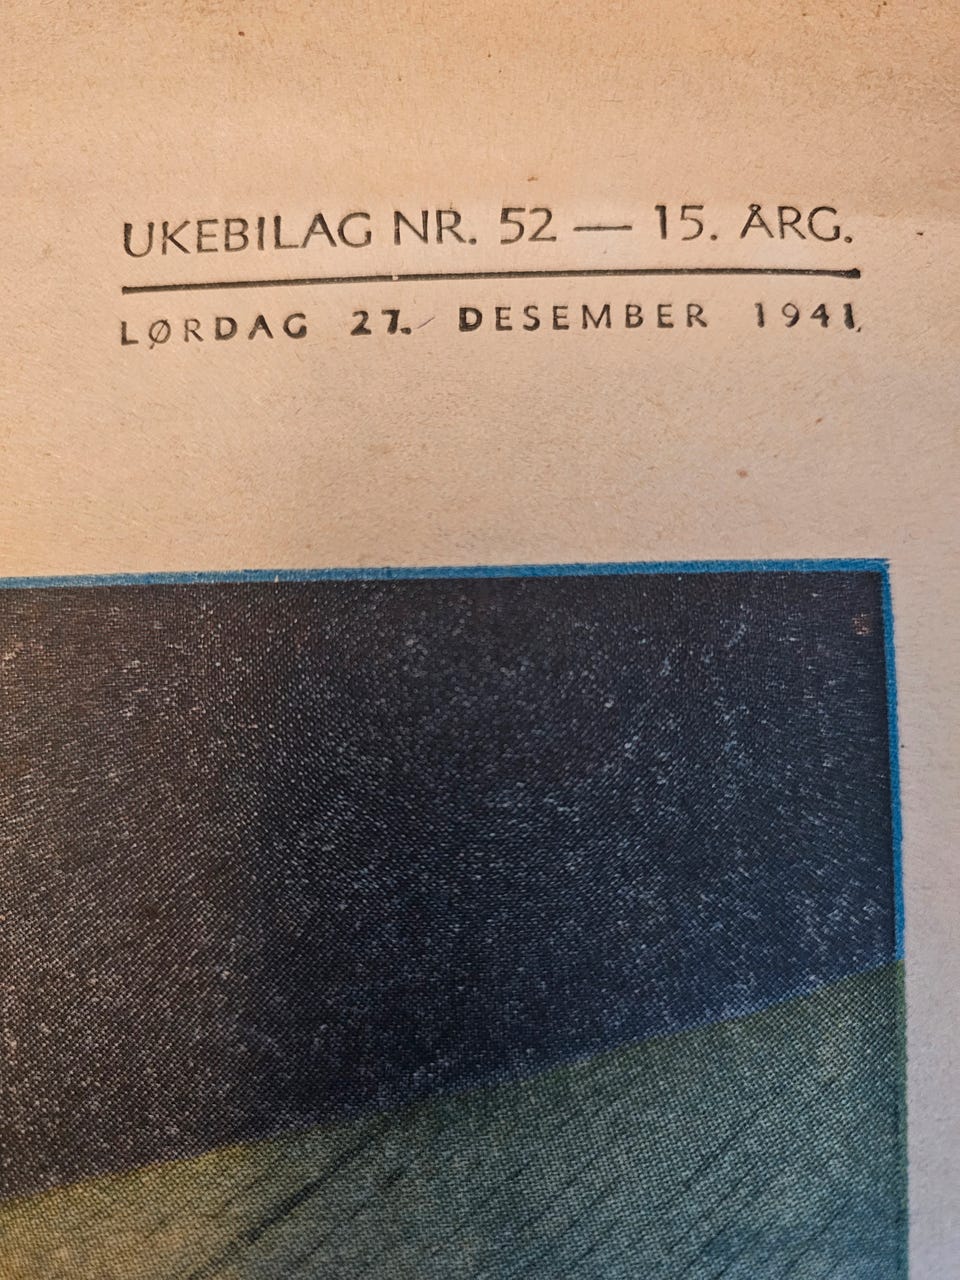 UKEBILAG NR. 52 — 15. ÅRG.
LØRDAG 27. DESEMBER 1941.